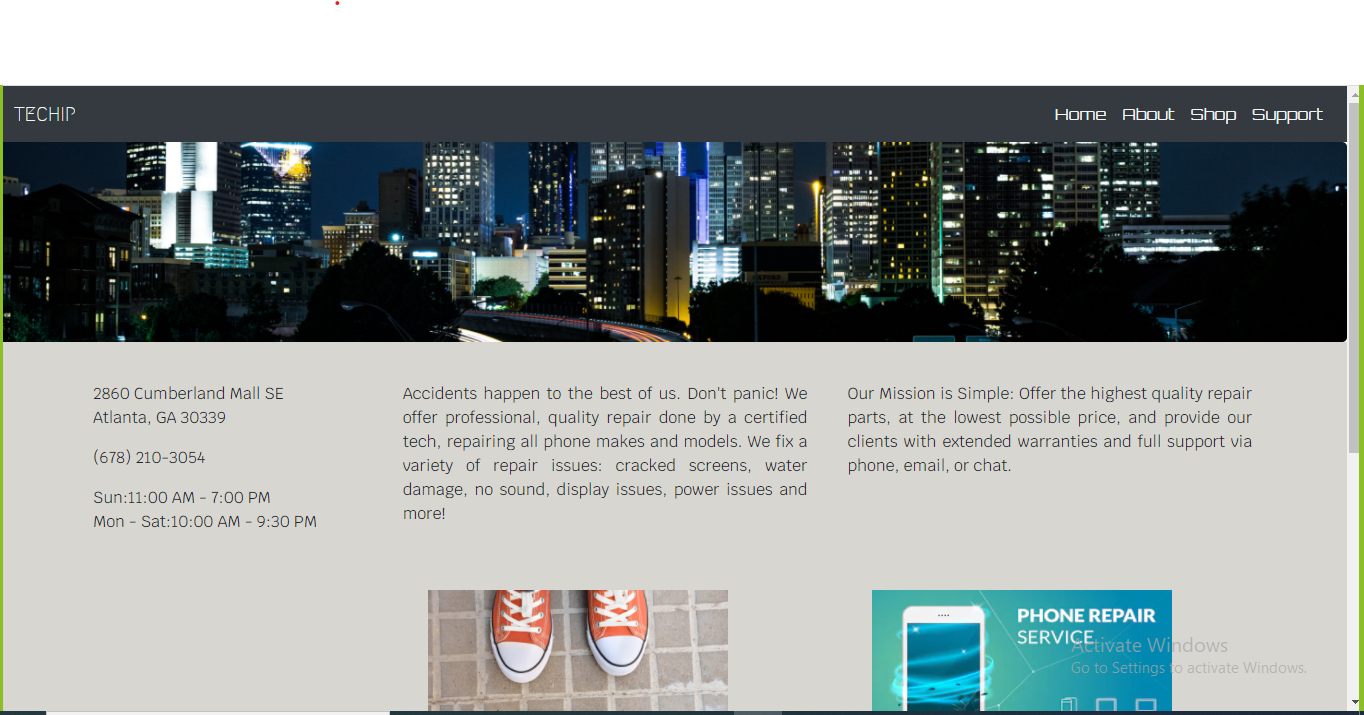 TECHIP
Home About Shop Support
2860 Cumberland Mall SE
Atlanta, GA 30339
(678) 210-3054
Sun:11:00 AM - 7:00 PM
Mon - Sat:10:00 AM - 9:30 PM
Accidents happen to the best of us. Don't panic! We
offer professional, quality repair done by a certified
tech, repairing all phone makes and models. We fix a
variety of repair issues: cracked screens, water
damage, no sound, display issues, power issues and
more!
Our Mission is Simple: Offer the highest quality repair
parts, at the lowest possible price, and provide our
clients with extended warranties and full support via
phone, email, or chat.
PHONE REPAIR
SERVICE
Activate Windows
Go to Settings to activate Windows.